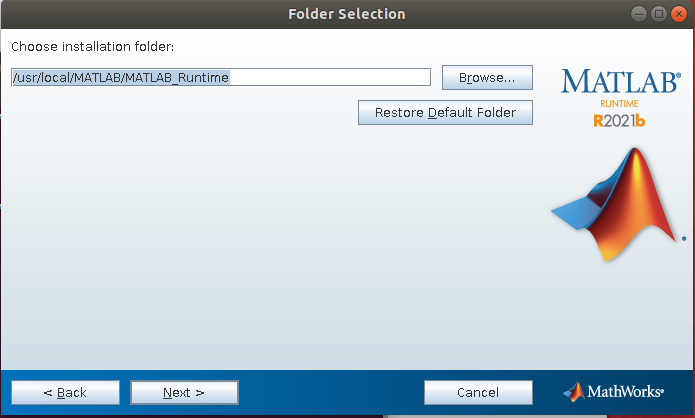 Folder Selection
Choose installation folder:
/usr/local/MATLAB/MATLAB_Runtime
Browse...
Restore Default Folder
MATLAB®
RUNTIME
R2021b
< Back
Next >
Cancel
MathWorks®